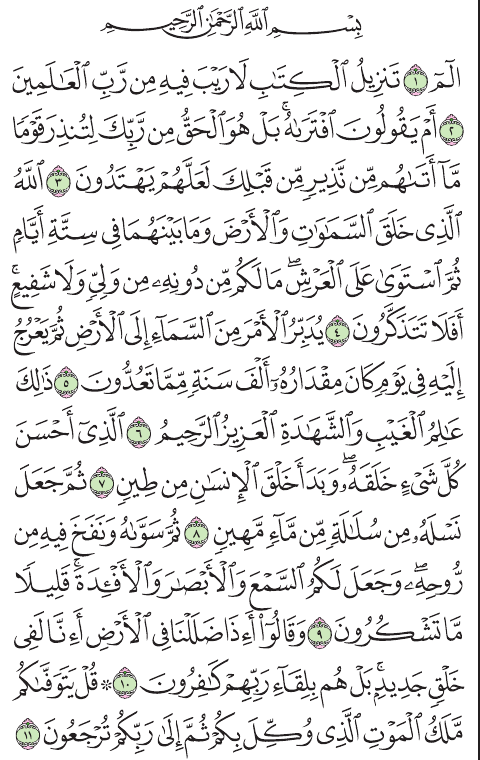 بِسْمِ ٱللَّهِ ٱلرَّحْمَٰنِ ٱلرَّحِيمِ
الٓمٓ ١ تَنزِيلُ ٱلْكِتَٰبِ لَا رَيْبَ فِيهِ مِن رَّبِّ ٱلْعَٰلَمِينَ
٢ أَمْ يَقُولُونَ ٱفْتَرَىٰهُۚ بَلْ هُوَ ٱلْحَقُّ مِن رَّبِّكَ لِتُنذِرَ قَوْمًا
مَّآ أَتَىٰهُم مِّن نَّذِيرٍ مِّن قَبْلِكَ لَعَلَّهُمْ يَهْتَدُونَ ٣ ٱللَّهُ
ٱلَّذِى خَلَقَ ٱلسَّمَٰوَٰتِ وَٱلْأَرْضَ وَمَا بَيْنَهُمَا فِى سِتَّةِ أَيَّامٍ
ثُمَّ ٱسْتَوَىٰ عَلَى ٱلْعَرْشِۖ مَا لَكُم مِّن دُونِهِۦ مِن وَلِىٍّ وَلَا شَفِيعٍۚ
أَفَلَا تَتَذَكَّرُونَ ٤ يُدَبِّرُ ٱلْأَمْرَ مِنَ ٱلسَّمَآءِ إِلَى ٱلْأَرْضِ ثُمَّ يَعْرُجُ
إِلَيْهِ فِى يَوْمٍ كَانَ مِقْدَارُهُۥٓ أَلْفَ سَنَةٍ مِّمَّا تَعُدُّونَ ٥ ذَٰلِكَ
عَٰلِمُ ٱلْغَيْبِ وَٱلشَّهَٰدَةِ ٱلْعَزِيزُ ٱلرَّحِيمُ ٦ ٱلَّذِىٓ أَحْسَنَ
كُلَّ شَىْءٍ خَلَقَهُۥۖ وَبَدَأَ خَلْقَ ٱلْإِنسَٰنِ مِن طِينٍ ٧ ثُمَّ جَعَلَ
نَسْلَهُۥ مِن سُلَٰلَةٍ مِّن مَّآءٍ مَّهِينٍ ٨ ثُمَّ سَوَّىٰهُ وَنَفَخَ فِيهِ مِن
رُّوحِهِۦۖ وَجَعَلَ لَكُمُ ٱلسَّمْعَ وَٱلْأَبْصَٰرَ وَٱلْأَفْـِٔدَةَۚ قَلِيلًا
مَّا تَشْكُرُونَ ٩ وَقَالُوٓا۟ أَءِذَا ضَلَلْنَا فِى ٱلْأَرْضِ أَءِنَّا لَفِى
خَلْقٍ جَدِيدٍۭۚ بَلْ هُم بِلِقَآءِ رَبِّهِمْ كَٰفِرُونَ ١٠ ۞ قُلْ يَتَوَفَّىٰكُم
مَّلَكُ ٱلْمَوْتِ ٱلَّذِى وُكِّلَ بِكُمْ ثُمَّ إِلَىٰ رَبِّكُمْ تُرْجَعُونَ ١١